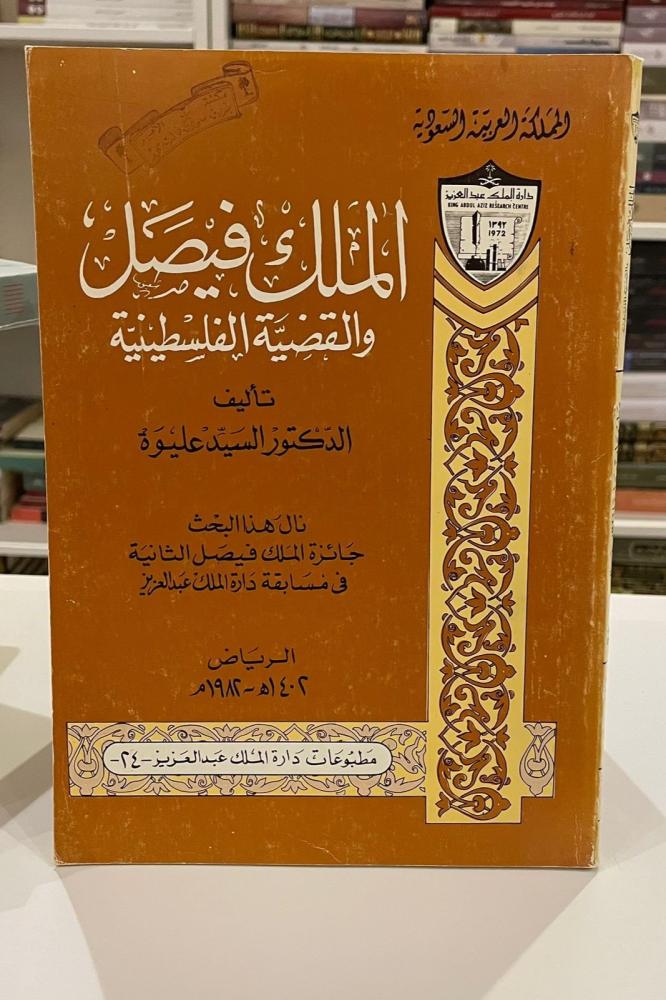 المملكة العربية السعودية
دارة الملك عبد العزيز
KING ABDUL AZIZ RESEARCH CENTRE
١٣٩٢
1972
الملك فيصل
والقضية الفلسطينية
تأليف
الدكتور السيد عليوة
نال هذا البحث
جائزة الملك فيصل الثانية
في مسابقة دارة الملك عبد العزيز
الرياض
١٤٠٢هـ - ١٩٨٢م
مطبوعات دارة الملك عبد العزيز - ٢٤ -